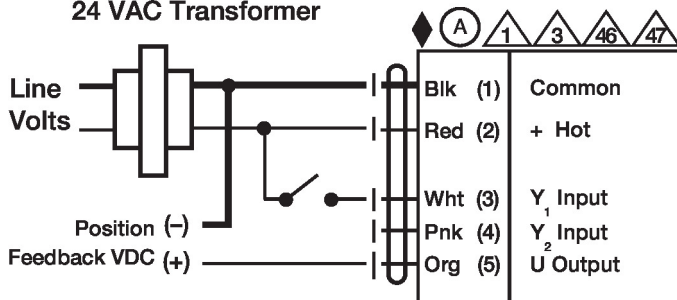 24 VAC Transformer
A 1 3 46 47
Line
Volts
Blk (1) Common
Red (2) + Hot
Wht (3) Y1 Input
Position (–)
Pnk (4) Y2 Input
Feedback VDC (+)
Org (5) U Output